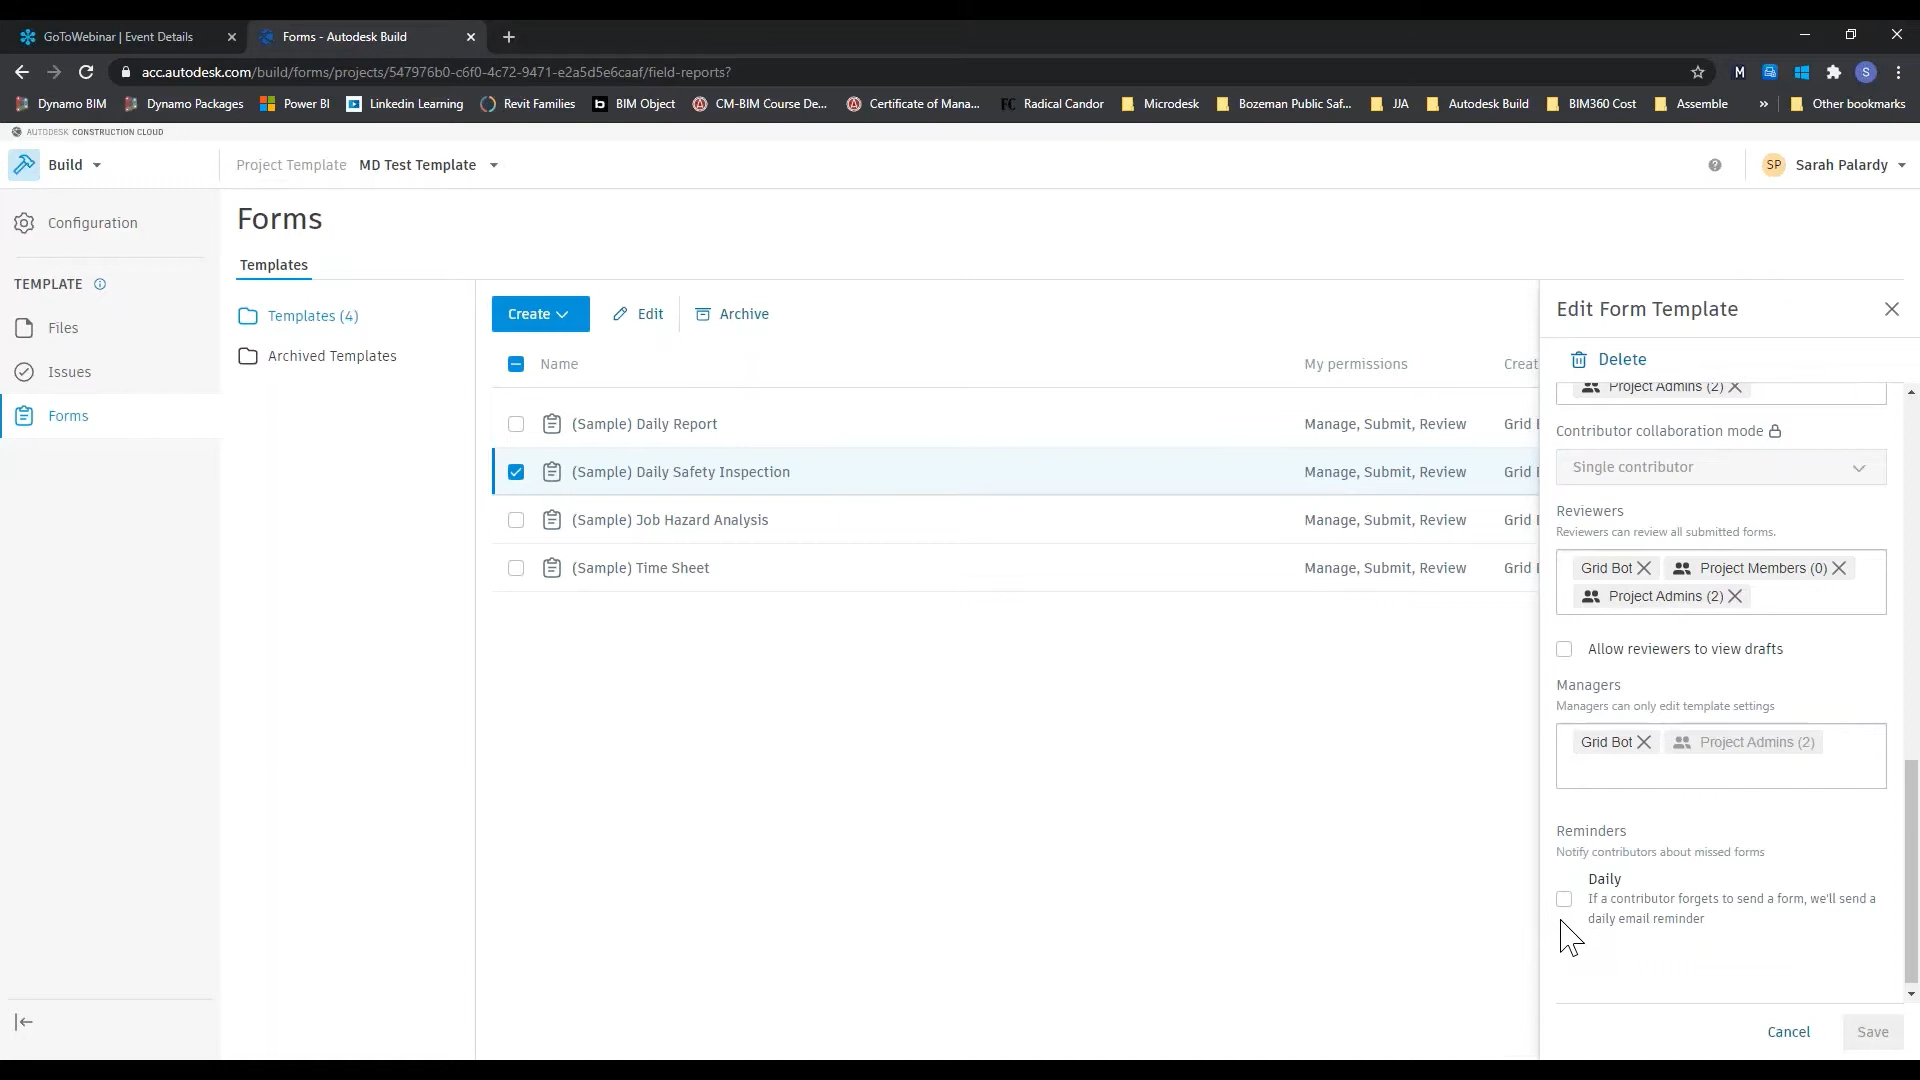 GoToWebinar | Event Details
Forms - Autodesk Build
acc.autodesk.com/build/forms/projects/547976b0-c6f0-4c72-9471-e2a5d5e6caaf/field-reports?
M
S
Dynamo BIM
Dynamo Packages
Power BI
Linkedin Learning
Revit Families
b BIM Object
CM-BIM Course De...
Certificate of Mana...
FC Radical Candor
Microdesk
Bozeman Public Saf...
JJA
Autodesk Build
BIM360 Cost
Assemble
»
Other bookmarks
AUTODESK CONSTRUCTION CLOUD
Build
Project Template MD Test Template
SP Sarah Palardy
Configuration
TEMPLATE
Files
Issues
Forms
Forms
Templates
Templates (4)
Archived Templates
Create
Edit
Archive
Name My permissions Creat
(Sample) Daily Report Manage, Submit, Review Grid
(Sample) Daily Safety Inspection Manage, Submit, Review Grid
(Sample) Job Hazard Analysis Manage, Submit, Review Grid
(Sample) Time Sheet Manage, Submit, Review Grid
Edit Form Template
Delete
Project Admins (2)
Contributor collaboration mode
Single contributor
Reviewers
Reviewers can review all submitted forms.
Grid Bot Project Members (0)
Project Admins (2)
Allow reviewers to view drafts
Managers
Managers can only edit template settings
Grid Bot Project Admins (2)
Reminders
Notify contributors about missed forms
Daily
If a contributor forgets to send a form, we'll send a
daily email reminder
Cancel
Save